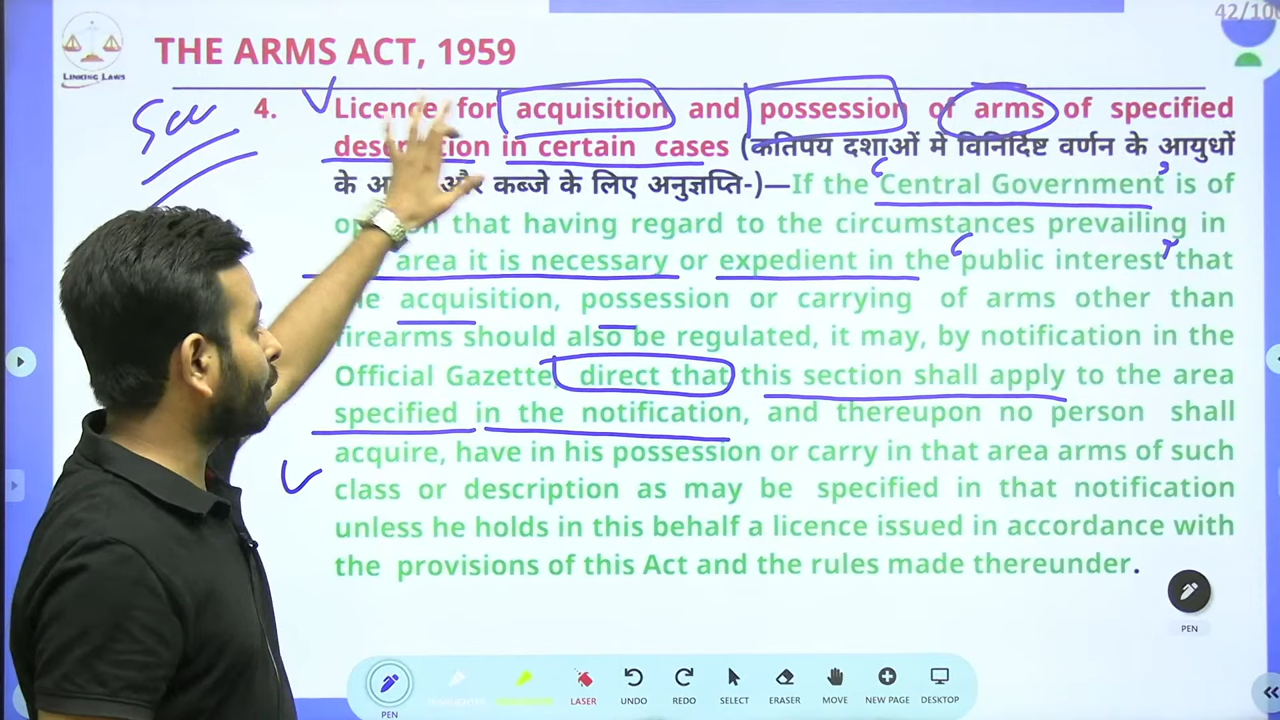 42/100
LINKING LAWS
THE ARMS ACT, 1959
Sec
4. Licence for acquisition and possession of arms of specified
description in certain cases (कतिपय दशाओं में विनिर्दिष्ट वर्णन के आयुधों
के और कब्जे के लिए अनुज्ञप्ति-)—If the ‘Central Government’ is of
that having regard to the circumstances prevailing in
area it is necessary or expedient in the ‘public interest’ that
acquisition, possession or carrying of arms other than
firearms should also be regulated, it may, by notification in the
Official Gazette, direct that this section shall apply to the area
specified in the notification, and thereupon no person shall
acquire, have in his possession or carry in that area arms of such
class or description as may be specified in that notification
unless he holds in this behalf a licence issued in accordance with
the provisions of this Act and the rules made thereunder.
PEN
PEN HIGHLIGHTER HIGHLIGHTER LASER UNDO REDO SELECT ERASER MOVE NEW PAGE DESKTOP